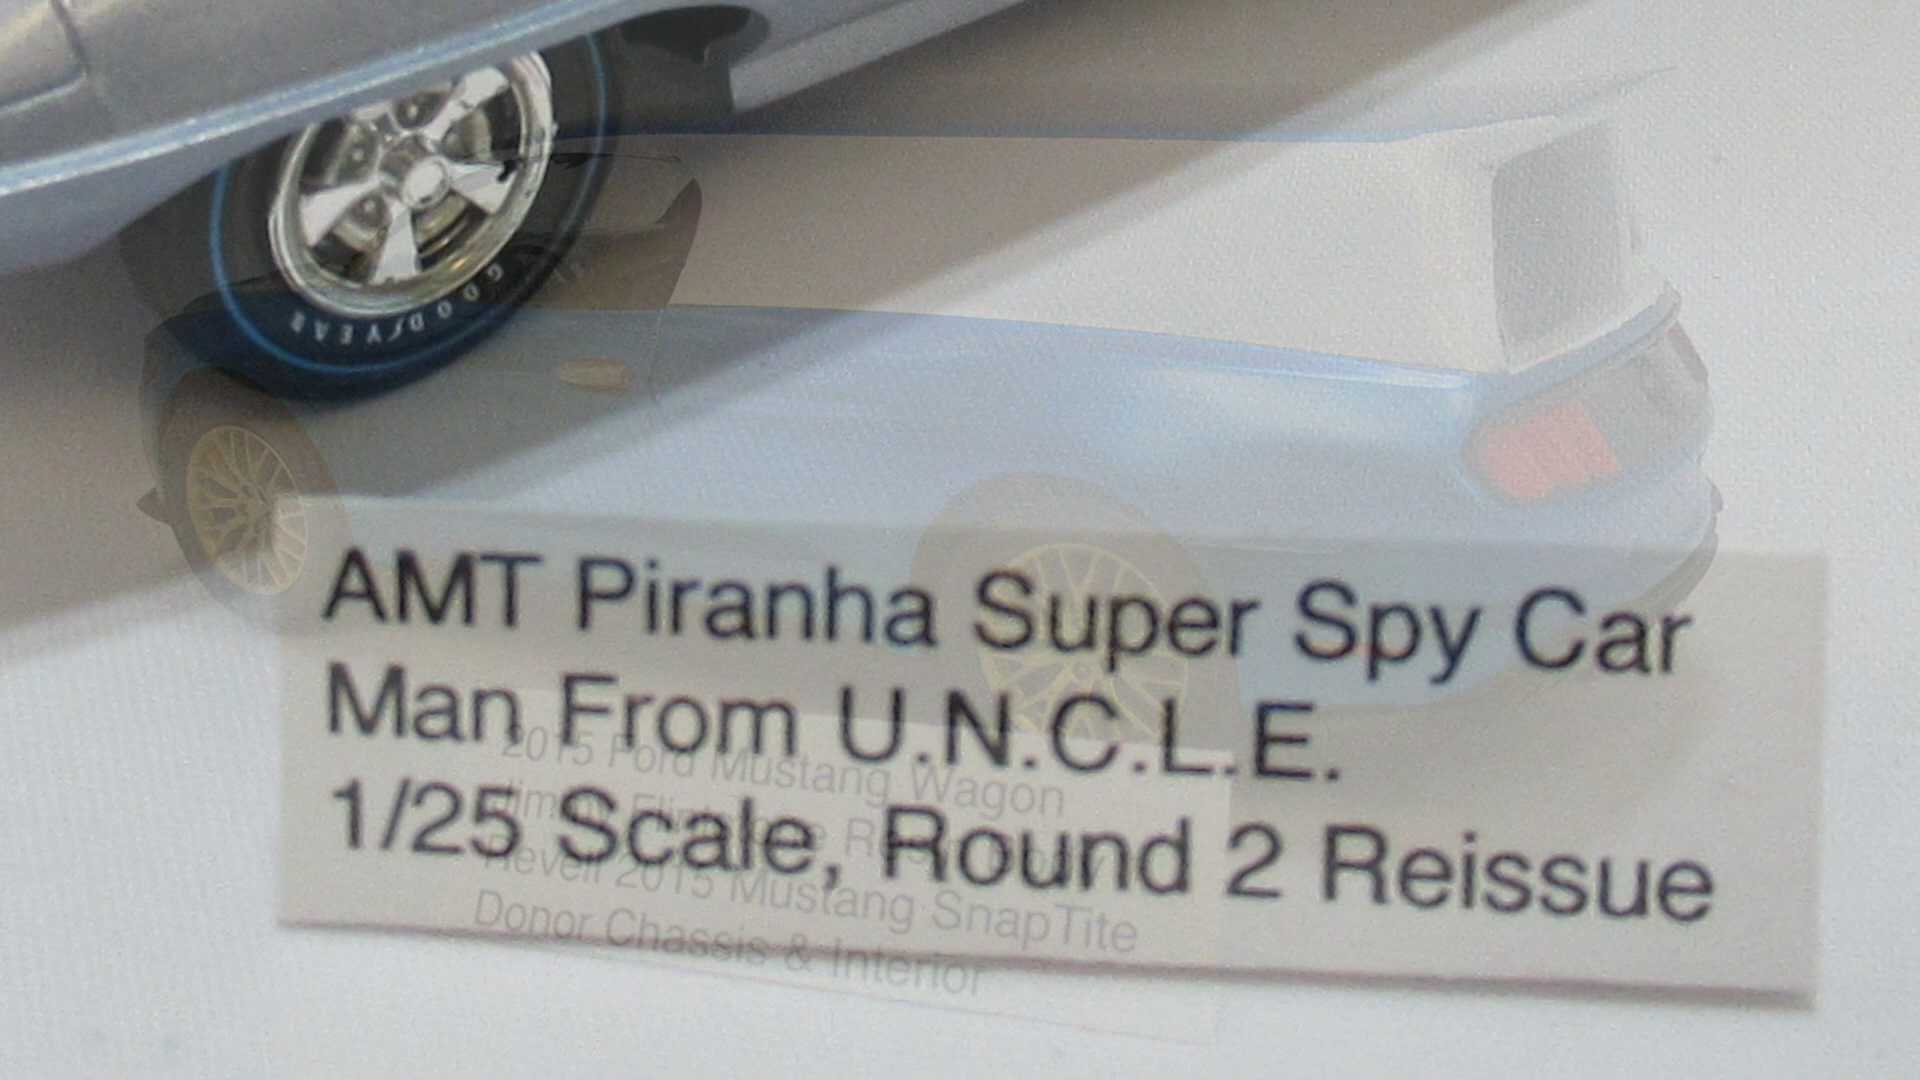 GOODYEAR
AMT Piranha Super Spy Car
Man From U.N.C.L.E.
1/25 Scale, Round 2 Reissue
2015 Ford Mustang Wagon
Revell 2015 Mustang SnapTite
Donor Chassis & Interior